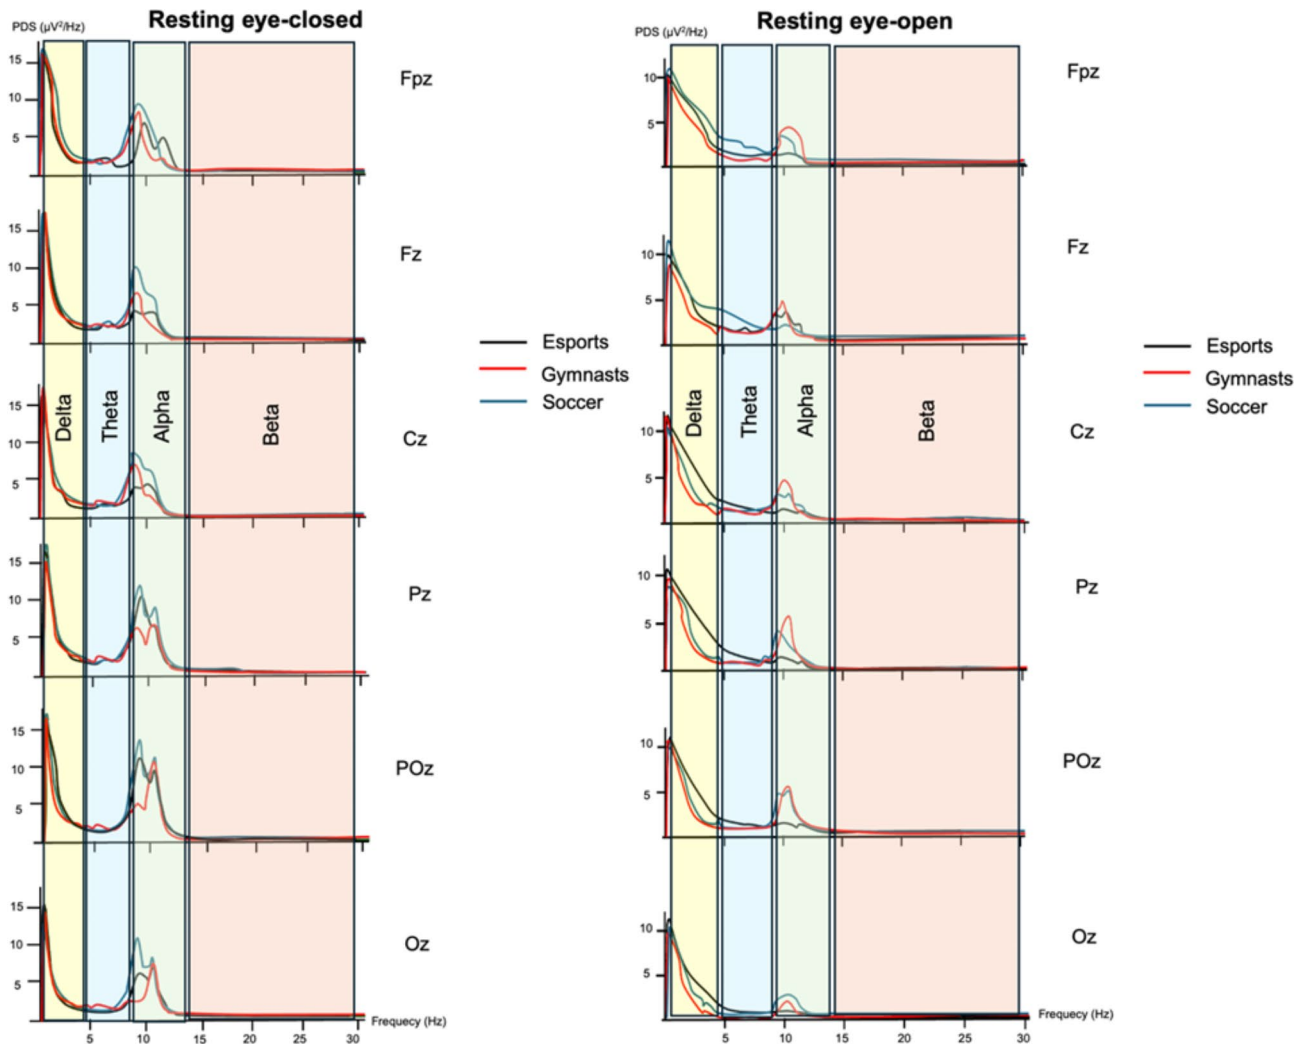 Resting eye-closed
PDS (μV²/Hz)
15
10
5
Fpz
15
10
5
Fz
15
10
5
Delta
Theta
Alpha
Beta
Cz
15
10
5
Pz
15
10
5
POz
15
10
5
Oz
Frequecy (Hz)
5 10 15 20 25 30
Esports
Gymnasts
Soccer
Resting eye-open
PDS (μV²/Hz)
10
5
Fpz
10
5
Fz
10
5
Delta
Theta
Alpha
Beta
Cz
10
5
Pz
10
5
POz
10
5
Oz
Frequecy (Hz)
5 10 15 20 25 30
Esports
Gymnasts
Soccer